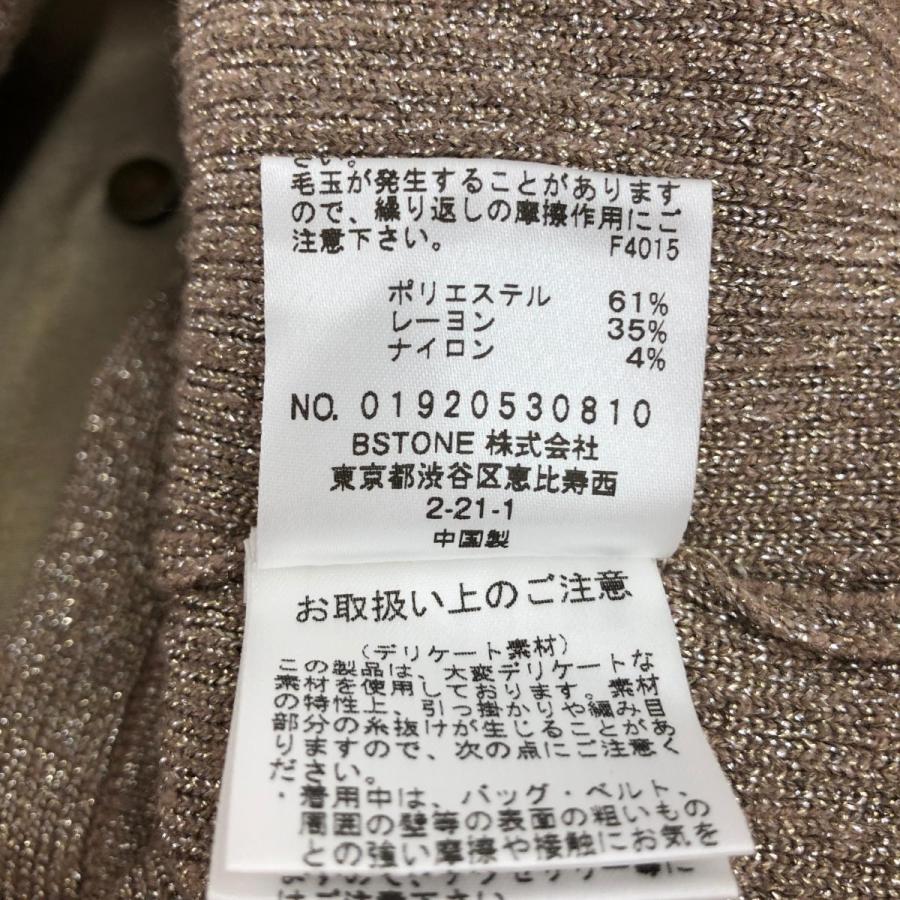 さい。
毛玉が発生することがあります
ので、繰り返しの摩擦作用にご
注意下さい。 F4015
ポリエステル 61%
レーヨン 35%
ナイロン 4%
NO. 01920530810
BSTONE 株式会社
東京都渋谷区恵比寿西
2-21-1
中国製
お取扱い上のご注意
(デリケート素材)
この製品は、大変デリケートな
素材を使用しております。素材
の特性上、引っ掛かりや編み目
部分の糸抜けが生じることがあ
りますので、次の点にご注意く
ださい。
・着用中は、バッグ・ベルト、
周囲の壁等の表面の粗いもの
との強い摩擦や接触にお気を
はご注意下さい。